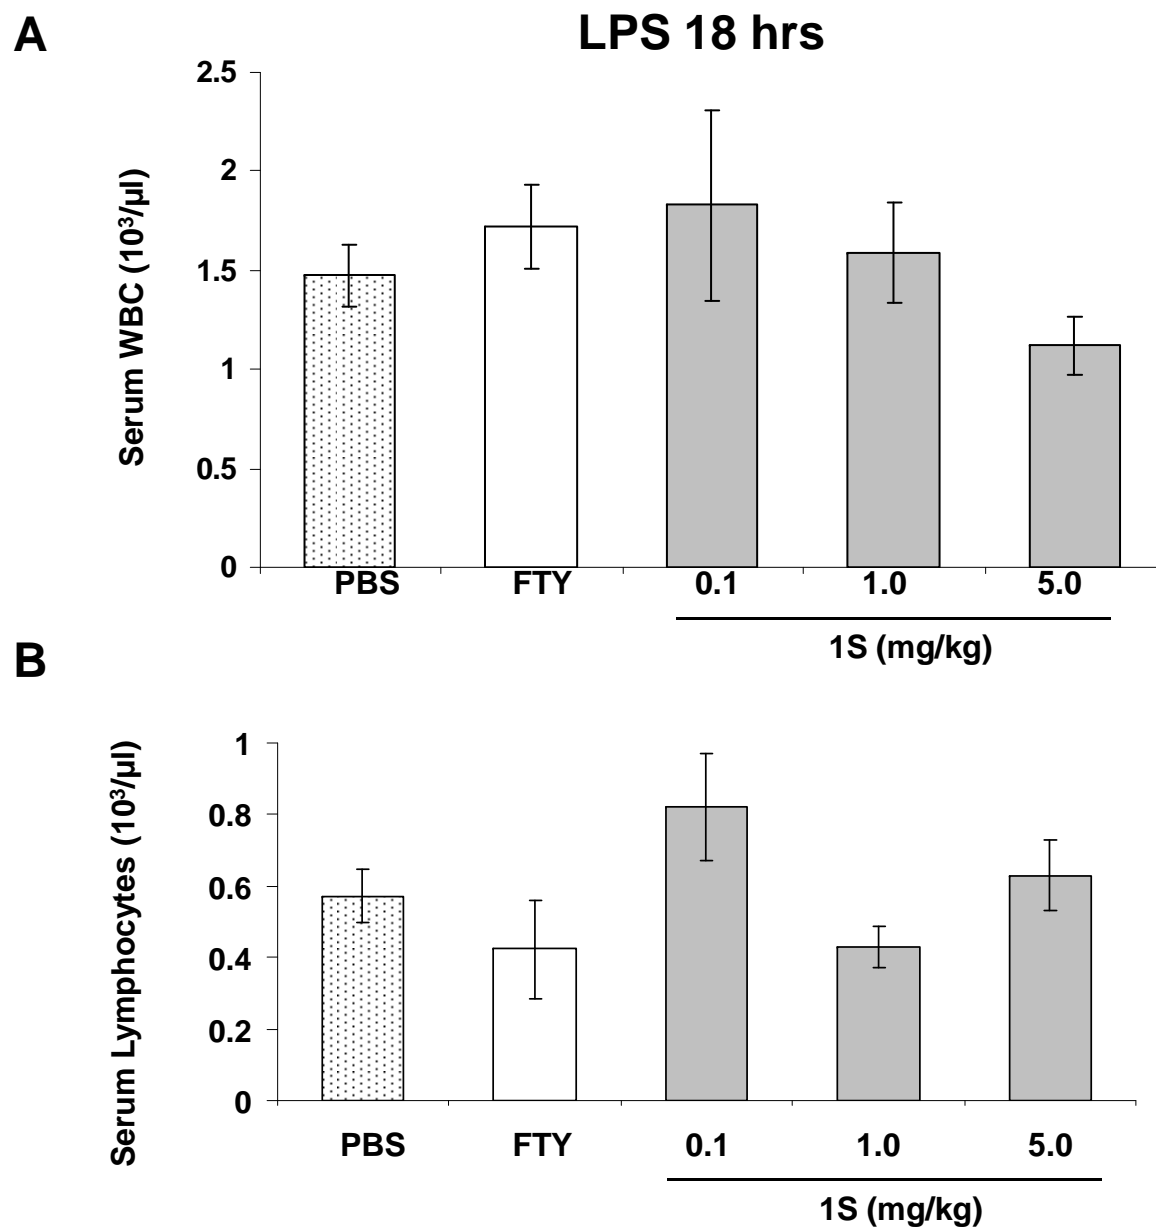 A
LPS 18 hrs
Serum WBC (10³/µl)
2.5
2
1.5
1
0.5
0
PBS FTY 0.1 1.0 5.0
1S (mg/kg)
B
Serum Lymphocytes (10³/µl)
1
0.8
0.6
0.4
0.2
0
PBS FTY 0.1 1.0 5.0
1S (mg/kg)